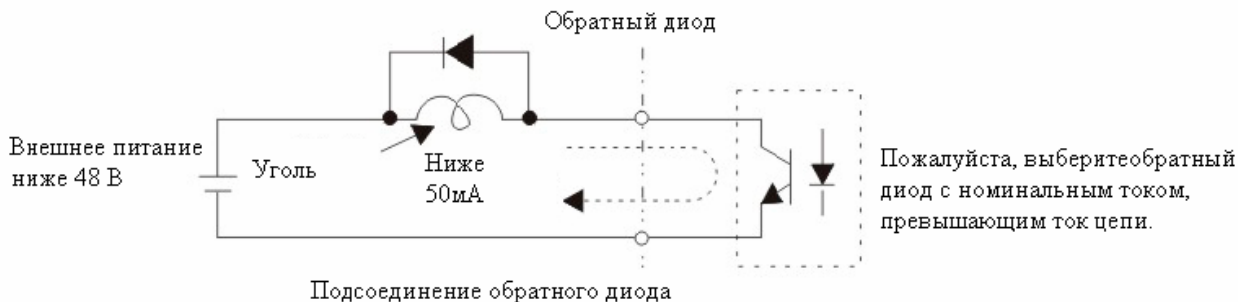 Обратный диод
Внешнее питание
ниже 48 В
Уголь
Ниже
50мА
Пожалуйста, выберитеобратный
диод с номинальным током,
превышающим ток цепи.
Подсоединение обратного диода